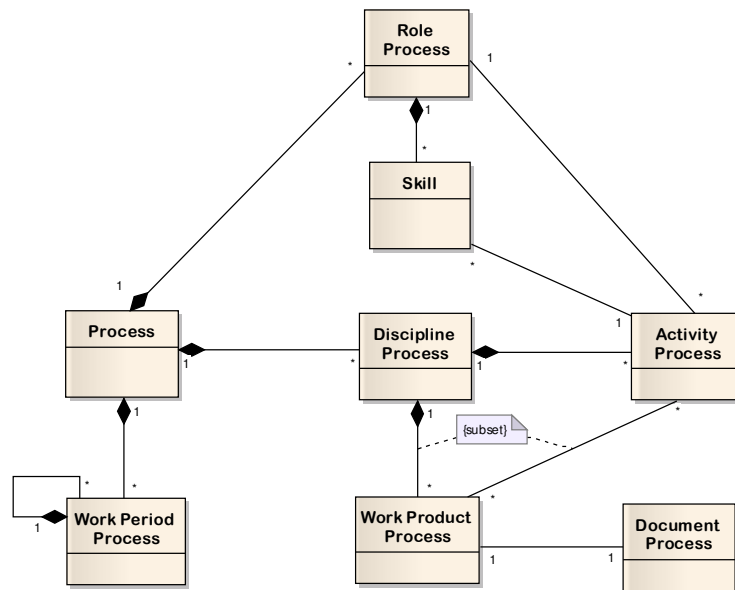 Role
Process
*
1
1
*
Skill
*
1
*
1
Process
1
*
Discipline
Process
1
*
Activity
Process
1
1
*
{subset}
*
*
*
*
1
Work Period
Process
Work Product
Process
1
1
Document
Process